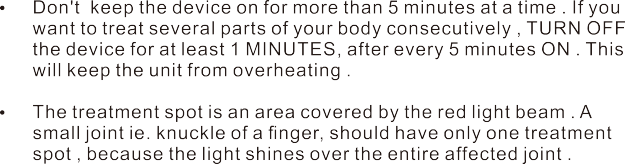 • Don't  keep the device on for more than 5 minutes at a time . If you
want to treat several parts of your body consecutively , TURN OFF
the device for at least 1 MINUTES, after every 5 minutes ON . This
will keep the unit from overheating .
• The treatment spot is an area covered by the red light beam . A
small joint ie. knuckle of a finger, should have only one treatment
spot , because the light shines over the entire affected joint .